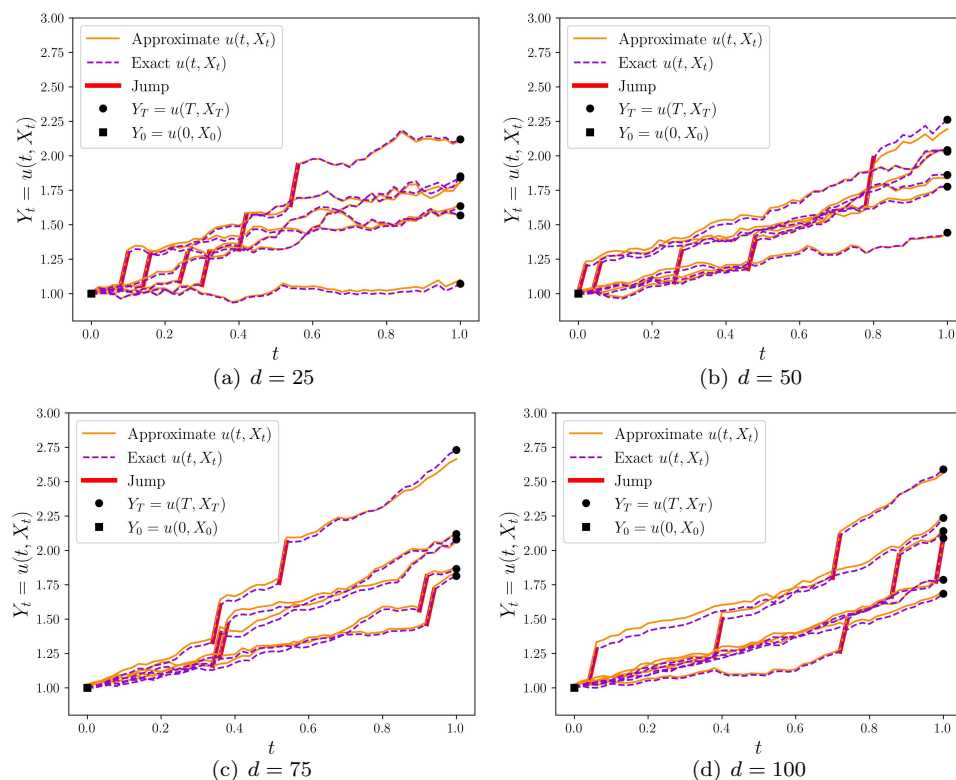 3.00
2.75
2.50
2.25
2.00
1.75
1.50
1.25
1.00
Y_t = u(t, X_t)
Approximate u(t, X_t)
Exact u(t, X_t)
Jump
Y_T = u(T, X_T)
Y_0 = u(0, X_0)
0.0 0.2 0.4 0.6 0.8 1.0
t
(a) d = 25
3.00
2.75
2.50
2.25
2.00
1.75
1.50
1.25
1.00
Y_t = u(t, X_t)
Approximate u(t, X_t)
Exact u(t, X_t)
Jump
Y_T = u(T, X_T)
Y_0 = u(0, X_0)
0.0 0.2 0.4 0.6 0.8 1.0
t
(b) d = 50
3.00
2.75
2.50
2.25
2.00
1.75
1.50
1.25
1.00
Y_t = u(t, X_t)
Approximate u(t, X_t)
Exact u(t, X_t)
Jump
Y_T = u(T, X_T)
Y_0 = u(0, X_0)
0.0 0.2 0.4 0.6 0.8 1.0
t
(c) d = 75
3.00
2.75
2.50
2.25
2.00
1.75
1.50
1.25
1.00
Y_t = u(t, X_t)
Approximate u(t, X_t)
Exact u(t, X_t)
Jump
Y_T = u(T, X_T)
Y_0 = u(0, X_0)
0.0 0.2 0.4 0.6 0.8 1.0
t
(d) d = 100